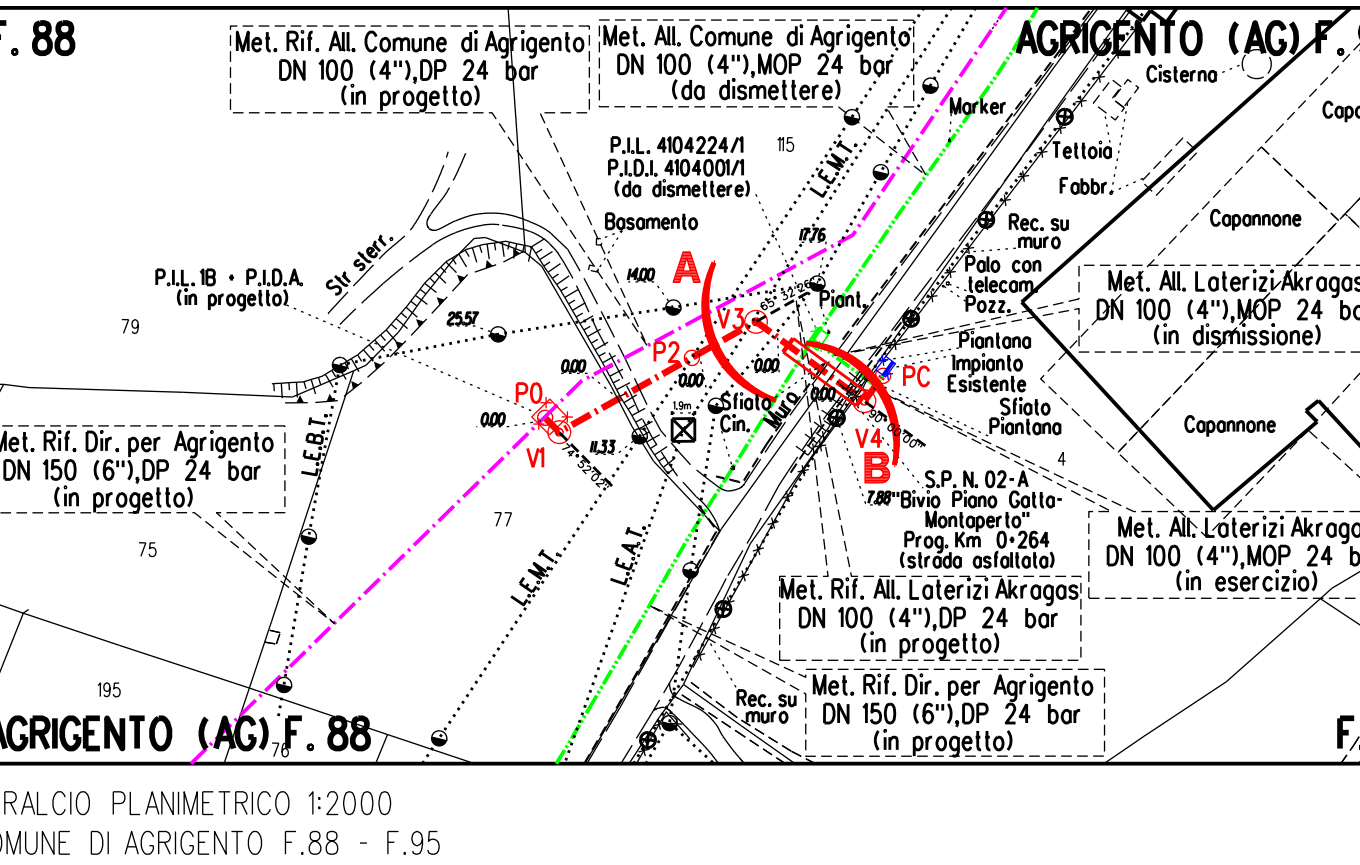 F. 88
AGRIGENTO (AG) F.
Met. Rif. All. Comune di Agrigento
DN 100 (4"),DP 24 bar
(in progetto)
Met. All. Comune di Agrigento
DN 100 (4"),MOP 24 bar
(da dismettere)
Cisterna
Marker
Tettoia
Fabbr.
P.I.L. 4104224/1
P.I.D.I. 4104001/1
(da dismettere)
115
L.E.M.T.
Basamento
Capannone
Rec. su
muro
Str sterr.
17.76
P.I.L. 1B + P.I.D.A.
(in progetto)
14.00
A
Palo con
telecam.
Pozz.
Met. All. Laterizi Akragas
DN 100 (4"),MOP 24
(in dismissione)
Piant.
79
25.57
V3
P2
Piantana
Impianto
Esistente
PC
0.00
0.00
0.00
0.00
P0
0.00
1.9m
Sfiato
Cin.
Muro
Sfiato
Piantana
V1
11.33
V4
B
Capannone
4
Met. Rif. Dir. per Agrigento
DN 150 (6"),DP 24 bar
(in progetto)
L.E.B.T.
7.88
S.P. N. 02-A
"Bivio Piano Gatta-
Montaperto"
Prog. Km 0+264
(strada asfaltata)
77
75
L.E.M.T.
L.E.A.T.
Met. All. Laterizi Akragas
DN 100 (4"),MOP 24
(in esercizio)
Met. Rif. All. Laterizi Akragas
DN 100 (4"),DP 24 bar
(in progetto)
195
Rec. su
muro
Met. Rif. Dir. per Agrigento
DN 150 (6"),DP 24 bar
(in progetto)
AGRIGENTO (AG) F. 88
76
F.
RALCIO PLANIMETRICO 1:2000
OMUNE DI AGRIGENTO F.88 - F.95